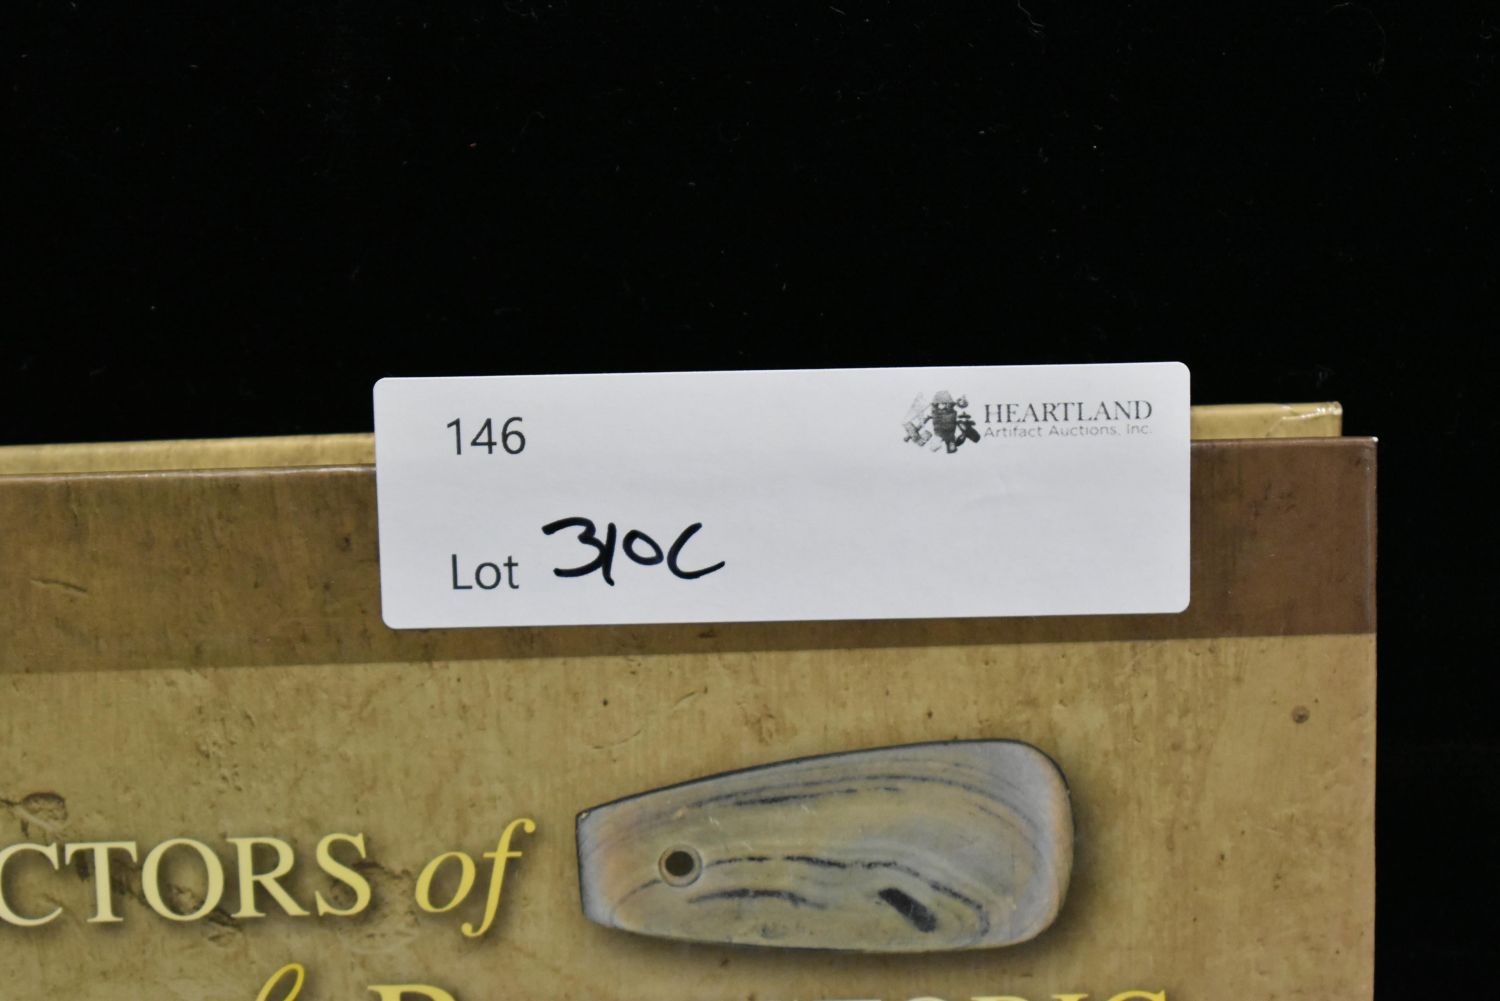 146
HEARTLAND
Artifact Auctions, Inc.
Lot 310C
CTORS of